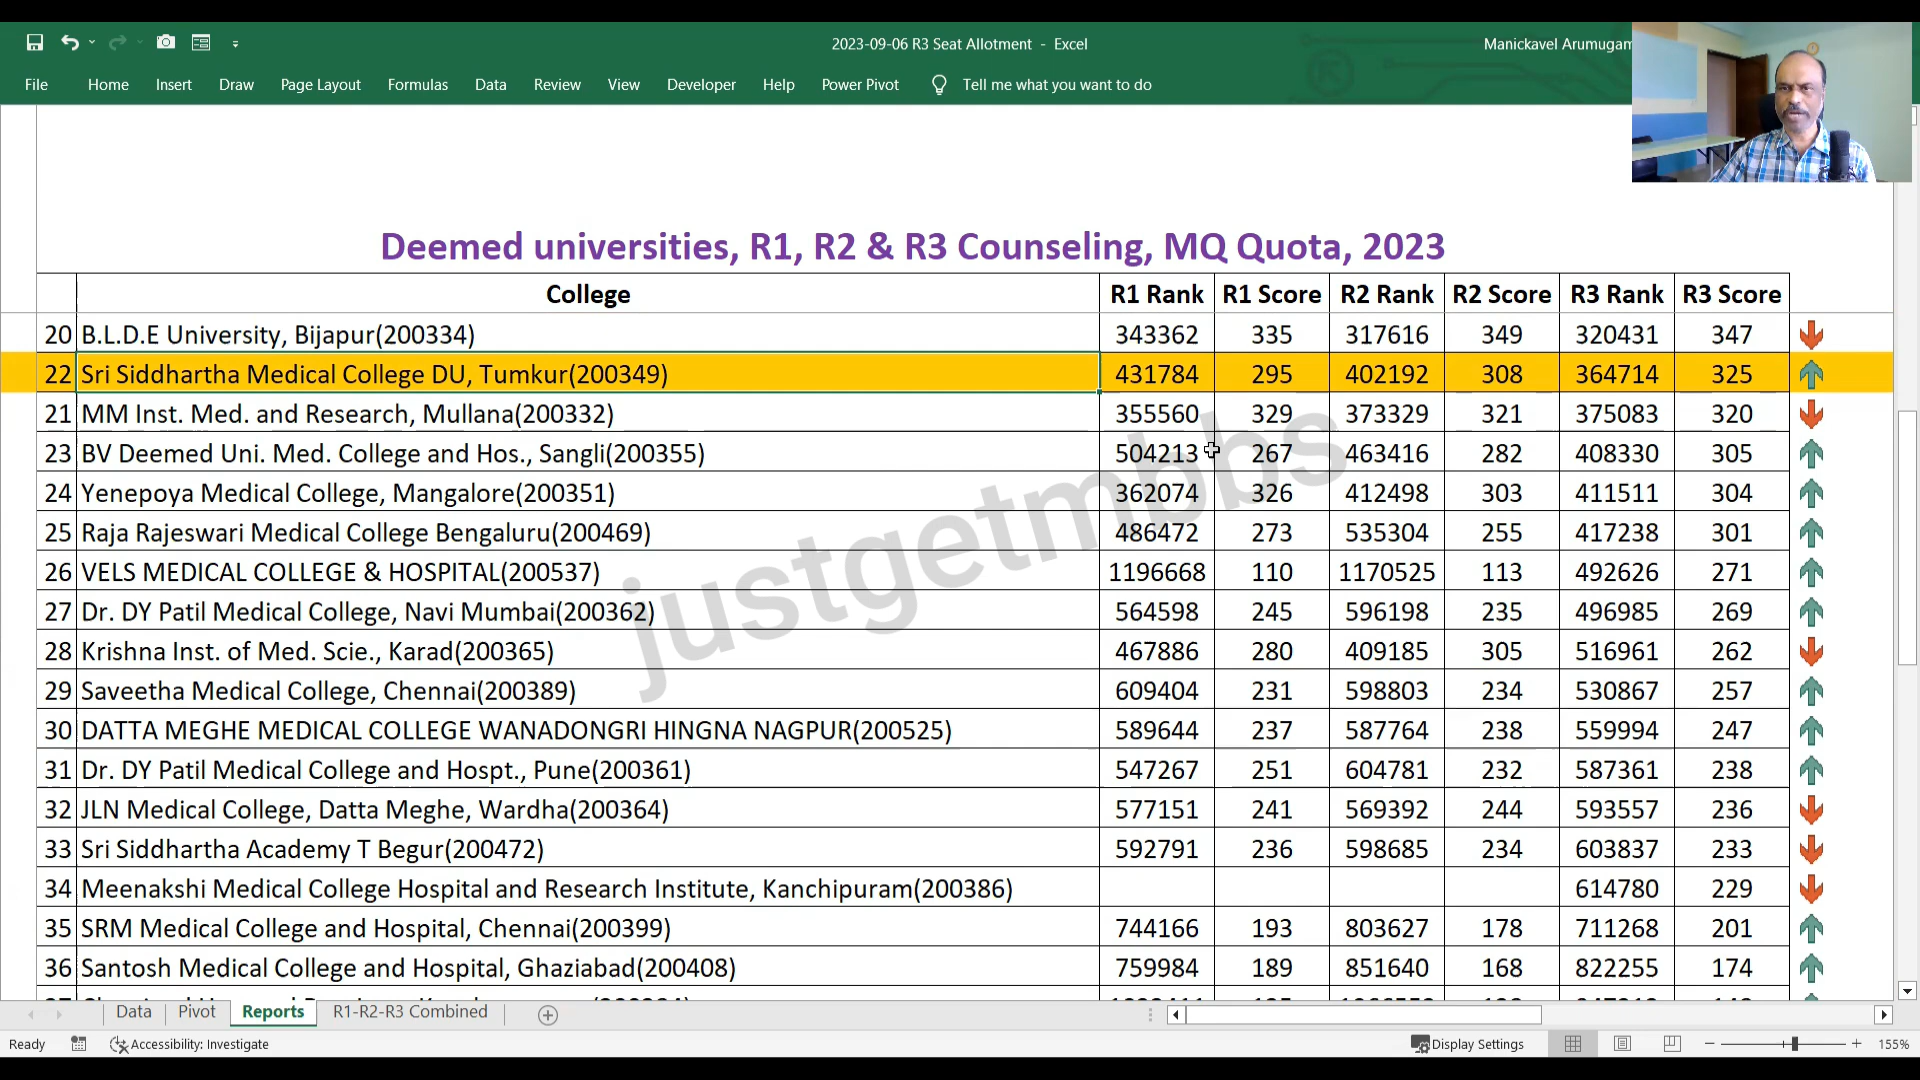 2023-09-06 R3 Seat Allotment - Excel
Manickavel Arumugam
File Home Insert Draw Page Layout Formulas Data Review View Developer Help Power Pivot Tell me what you want to do
Deemed universities, R1, R2 & R3 Counseling, MQ Quota, 2023
College R1 Rank R1 Score R2 Rank R2 Score R3 Rank R3 Score
20 B.L.D.E University, Bijapur(200334) 343362 335 317616 349 320431 347
22 Sri Siddhartha Medical College DU, Tumkur(200349) 431784 295 402192 308 364714 325
21 MM Inst. Med. and Research, Mullana(200332) 355560 329 373329 321 375083 320
23 BV Deemed Uni. Med. College and Hos., Sangli(200355) 504213 267 463416 282 408330 305
24 Yenepoya Medical College, Mangalore(200351) 362074 326 412498 303 411511 304
25 Raja Rajeswari Medical College Bengaluru(200469) 486472 273 535304 255 417238 301
26 VELS MEDICAL COLLEGE & HOSPITAL(200537) 1196668 110 1170525 113 492626 271
27 Dr. DY Patil Medical College, Navi Mumbai(200362) 564598 245 596198 235 496985 269
28 Krishna Inst. of Med. Scie., Karad(200365) 467886 280 409185 305 516961 262
29 Saveetha Medical College, Chennai(200389) 609404 231 598803 234 530867 257
30 DATTA MEGHE MEDICAL COLLEGE WANADONGRI HINGNA NAGPUR(200525) 589644 237 587764 238 559994 247
31 Dr. DY Patil Medical College and Hospt., Pune(200361) 547267 251 604781 232 587361 238
32 JLN Medical College, Datta Meghe, Wardha(200364) 577151 241 569392 244 593557 236
33 Sri Siddhartha Academy T Begur(200472) 592791 236 598685 234 603837 233
34 Meenakshi Medical College Hospital and Research Institute, Kanchipuram(200386) 614780 229
35 SRM Medical College and Hospital, Chennai(200399) 744166 193 803627 178 711268 201
36 Santosh Medical College and Hospital, Ghaziabad(200408) 759984 189 851640 168 822255 174
justgetmbbs
Data Pivot Reports R1-R2-R3 Combined
Ready Accessibility: Investigate Display Settings 155%